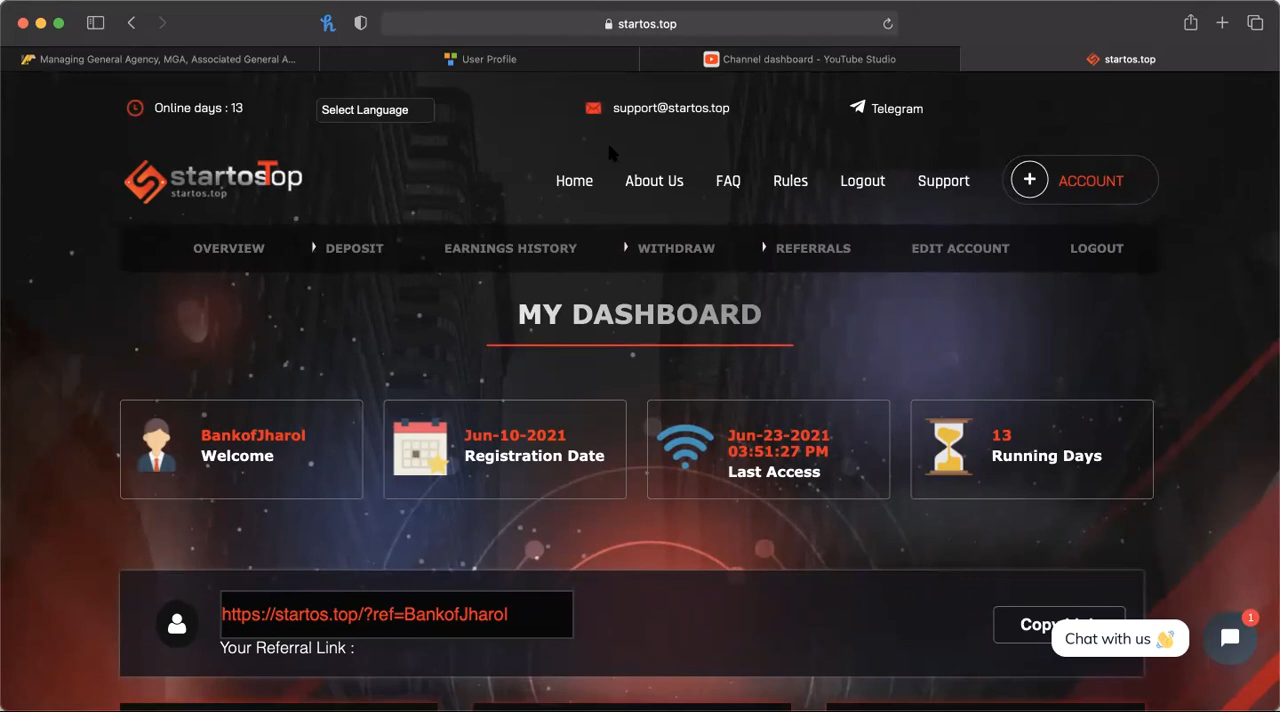 startos.top
Managing General Agency, MGA, Associated General A...
User Profile
Channel dashboard - YouTube Studio
startos.top
Online days : 13
Select Language
support@startos.top
Telegram
startosTop
startos.top
Home
About Us
FAQ
Rules
Logout
Support
+
ACCOUNT
OVERVIEW
DEPOSIT
EARNINGS HISTORY
WITHDRAW
REFERRALS
EDIT ACCOUNT
LOGOUT
MY DASHBOARD
BankofJharol
Welcome
Jun-10-2021
Registration Date
Jun-23-2021
03:51:27 PM
Last Access
13
Running Days
https://startos.top/?ref=BankofJharol
Your Referral Link :
Chat with us 👋
1